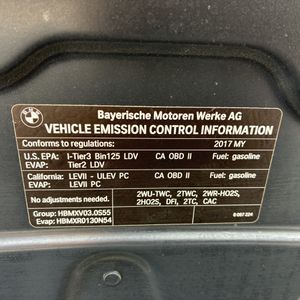 BMW
Bayerische Motoren Werke AG
VEHICLE EMISSION CONTROL INFORMATION
Conforms to regulations: 2017 MY
U.S. EPA: I-Tier3 Bin125 LDV CA OBD II Fuel: gasoline
EVAP: Tier2 LDV
California: LEVII - ULEV PC CA OBD II Fuel: gasoline
EVAP: LEVII PC
No adjustments needed. 2WU-TWC, 2TWC, 2WR-HO2S,
2HO2S, DFI, 2TC, CAC
Group: HBMXV03.0S55
Evap: HBMXR0130N54